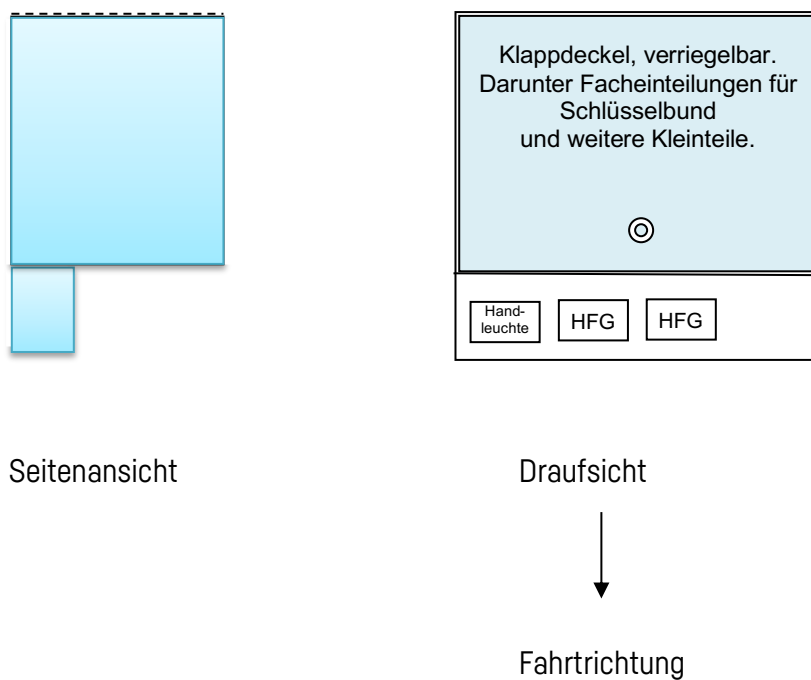 Klappdeckel, verriegelbar.
Darunter Facheinteilungen für
Schlüsselbund
und weitere Kleinteile.
Hand-
leuchte
HFG
HFG
Seitenansicht
Draufsicht
Fahrtrichtung